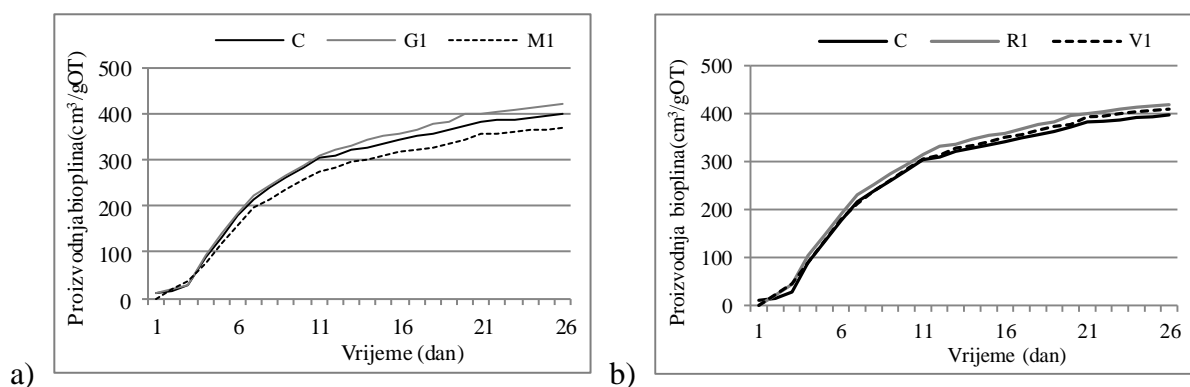 C G1 M1
500
400
300
200
100
0
Proizvodnja bioplina(cm³/gOT)
1 6 11 16 21 26
Vrijeme (dan)
a)
C R1 V1
500
400
300
200
100
0
Proizvodnja bioplina(cm³/gOT)
1 6 11 16 21 26
Vrijeme (dan)
b)